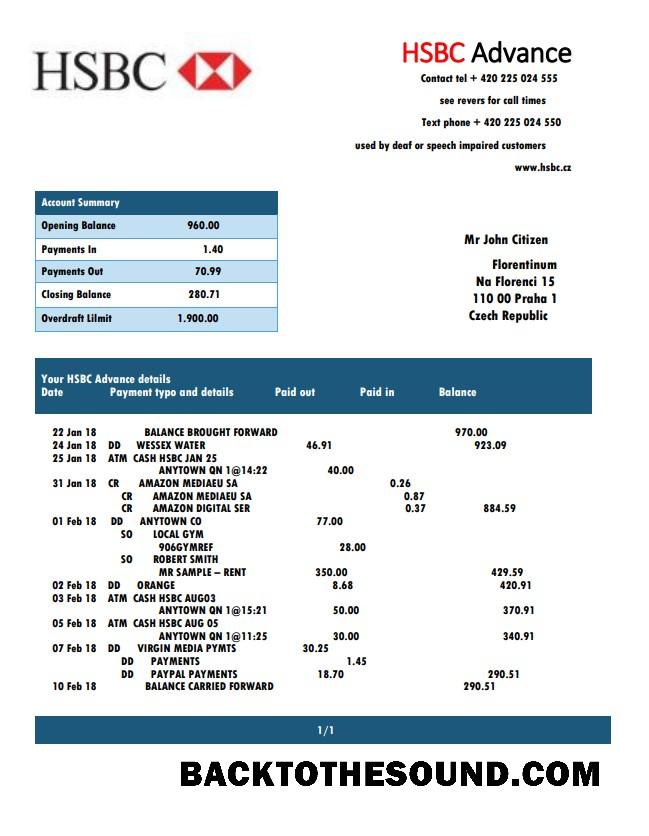 HSBC
HSBC Advance
Contact tel + 420 225 024 555
see revers for call times
Text phone + 420 225 024 550
used by deaf or speech impaired customers
www.hsbc.cz
Account Summary
Opening Balance 960.00
Payments In 1.40
Payments Out 70.99
Closing Balance 280.71
Overdraft Lilmit 1.900.00
Mr John Citizen
Florentinum
Na Florenci 15
110 00 Praha 1
Czech Republic
Your HSBC Advance details
Date Payment typo and details Paid out Paid in Balance
22 Jan 18 BALANCE BROUGHT FORWARD 970.00
24 Jan 18 DD WESSEX WATER 46.91 923.09
25 Jan 18 ATM CASH HSBC JAN 25
ANYTOWN QN 1@14:22 40.00
31 Jan 18 CR AMAZON MEDIAEU SA 0.26
CR AMAZON MEDIAEU SA 0.87
CR AMAZON DIGITAL SER 0.37 884.59
01 Feb 18 DD ANYTOWN CO 77.00
SO LOCAL GYM
906GYMREF 28.00
SO ROBERT SMITH
MR SAMPLE – RENT 350.00 429.59
02 Feb 18 DD ORANGE 8.68 420.91
03 Feb 18 ATM CASH HSBC AUG03
ANYTOWN QN 1@15:21 50.00 370.91
05 Feb 18 ATM CASH HSBC AUG 05
ANYTOWN QN 1@11:25 30.00 340.91
07 Feb 18 DD VIRGIN MEDIA PYMTS 30.25
DD PAYMENTS 1.45
DD PAYPAL PAYMENTS 18.70 290.51
10 Feb 18 BALANCE CARRIED FORWARD 290.51
1/1
BACKTOTHESOUND.COM